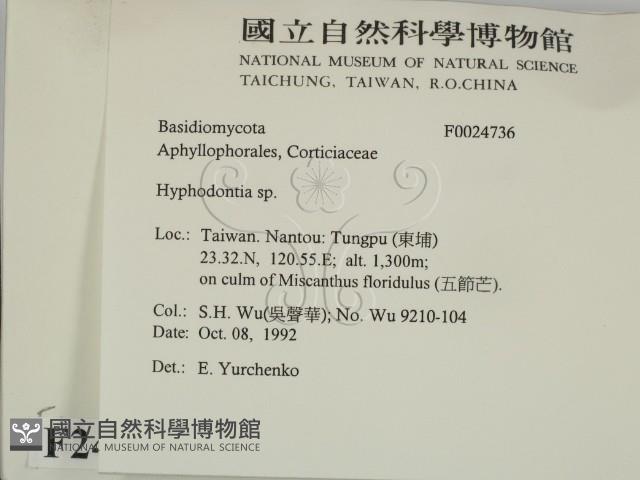 國立自然科學博物館
NATIONAL MUSEUM OF NATURAL SCIENCE
TAICHUNG, TAIWAN, R.O.CHINA
Basidiomycota F0024736
Aphyllophorales, Corticiaceae
Hyphodontia sp.
Loc.: Taiwan. Nantou: Tungpu (東埔)
23.32.N, 120.55.E; alt. 1,300m;
on culm of Miscanthus floridulus (五節芒).
Col.: S.H. Wu(吳聲華); No. Wu 9210-104
Date: Oct. 08, 1992
Det.: E. Yurchenko
國立自然科學博物館
NATIONAL MUSEUM OF NATURAL SCIENCE
F2